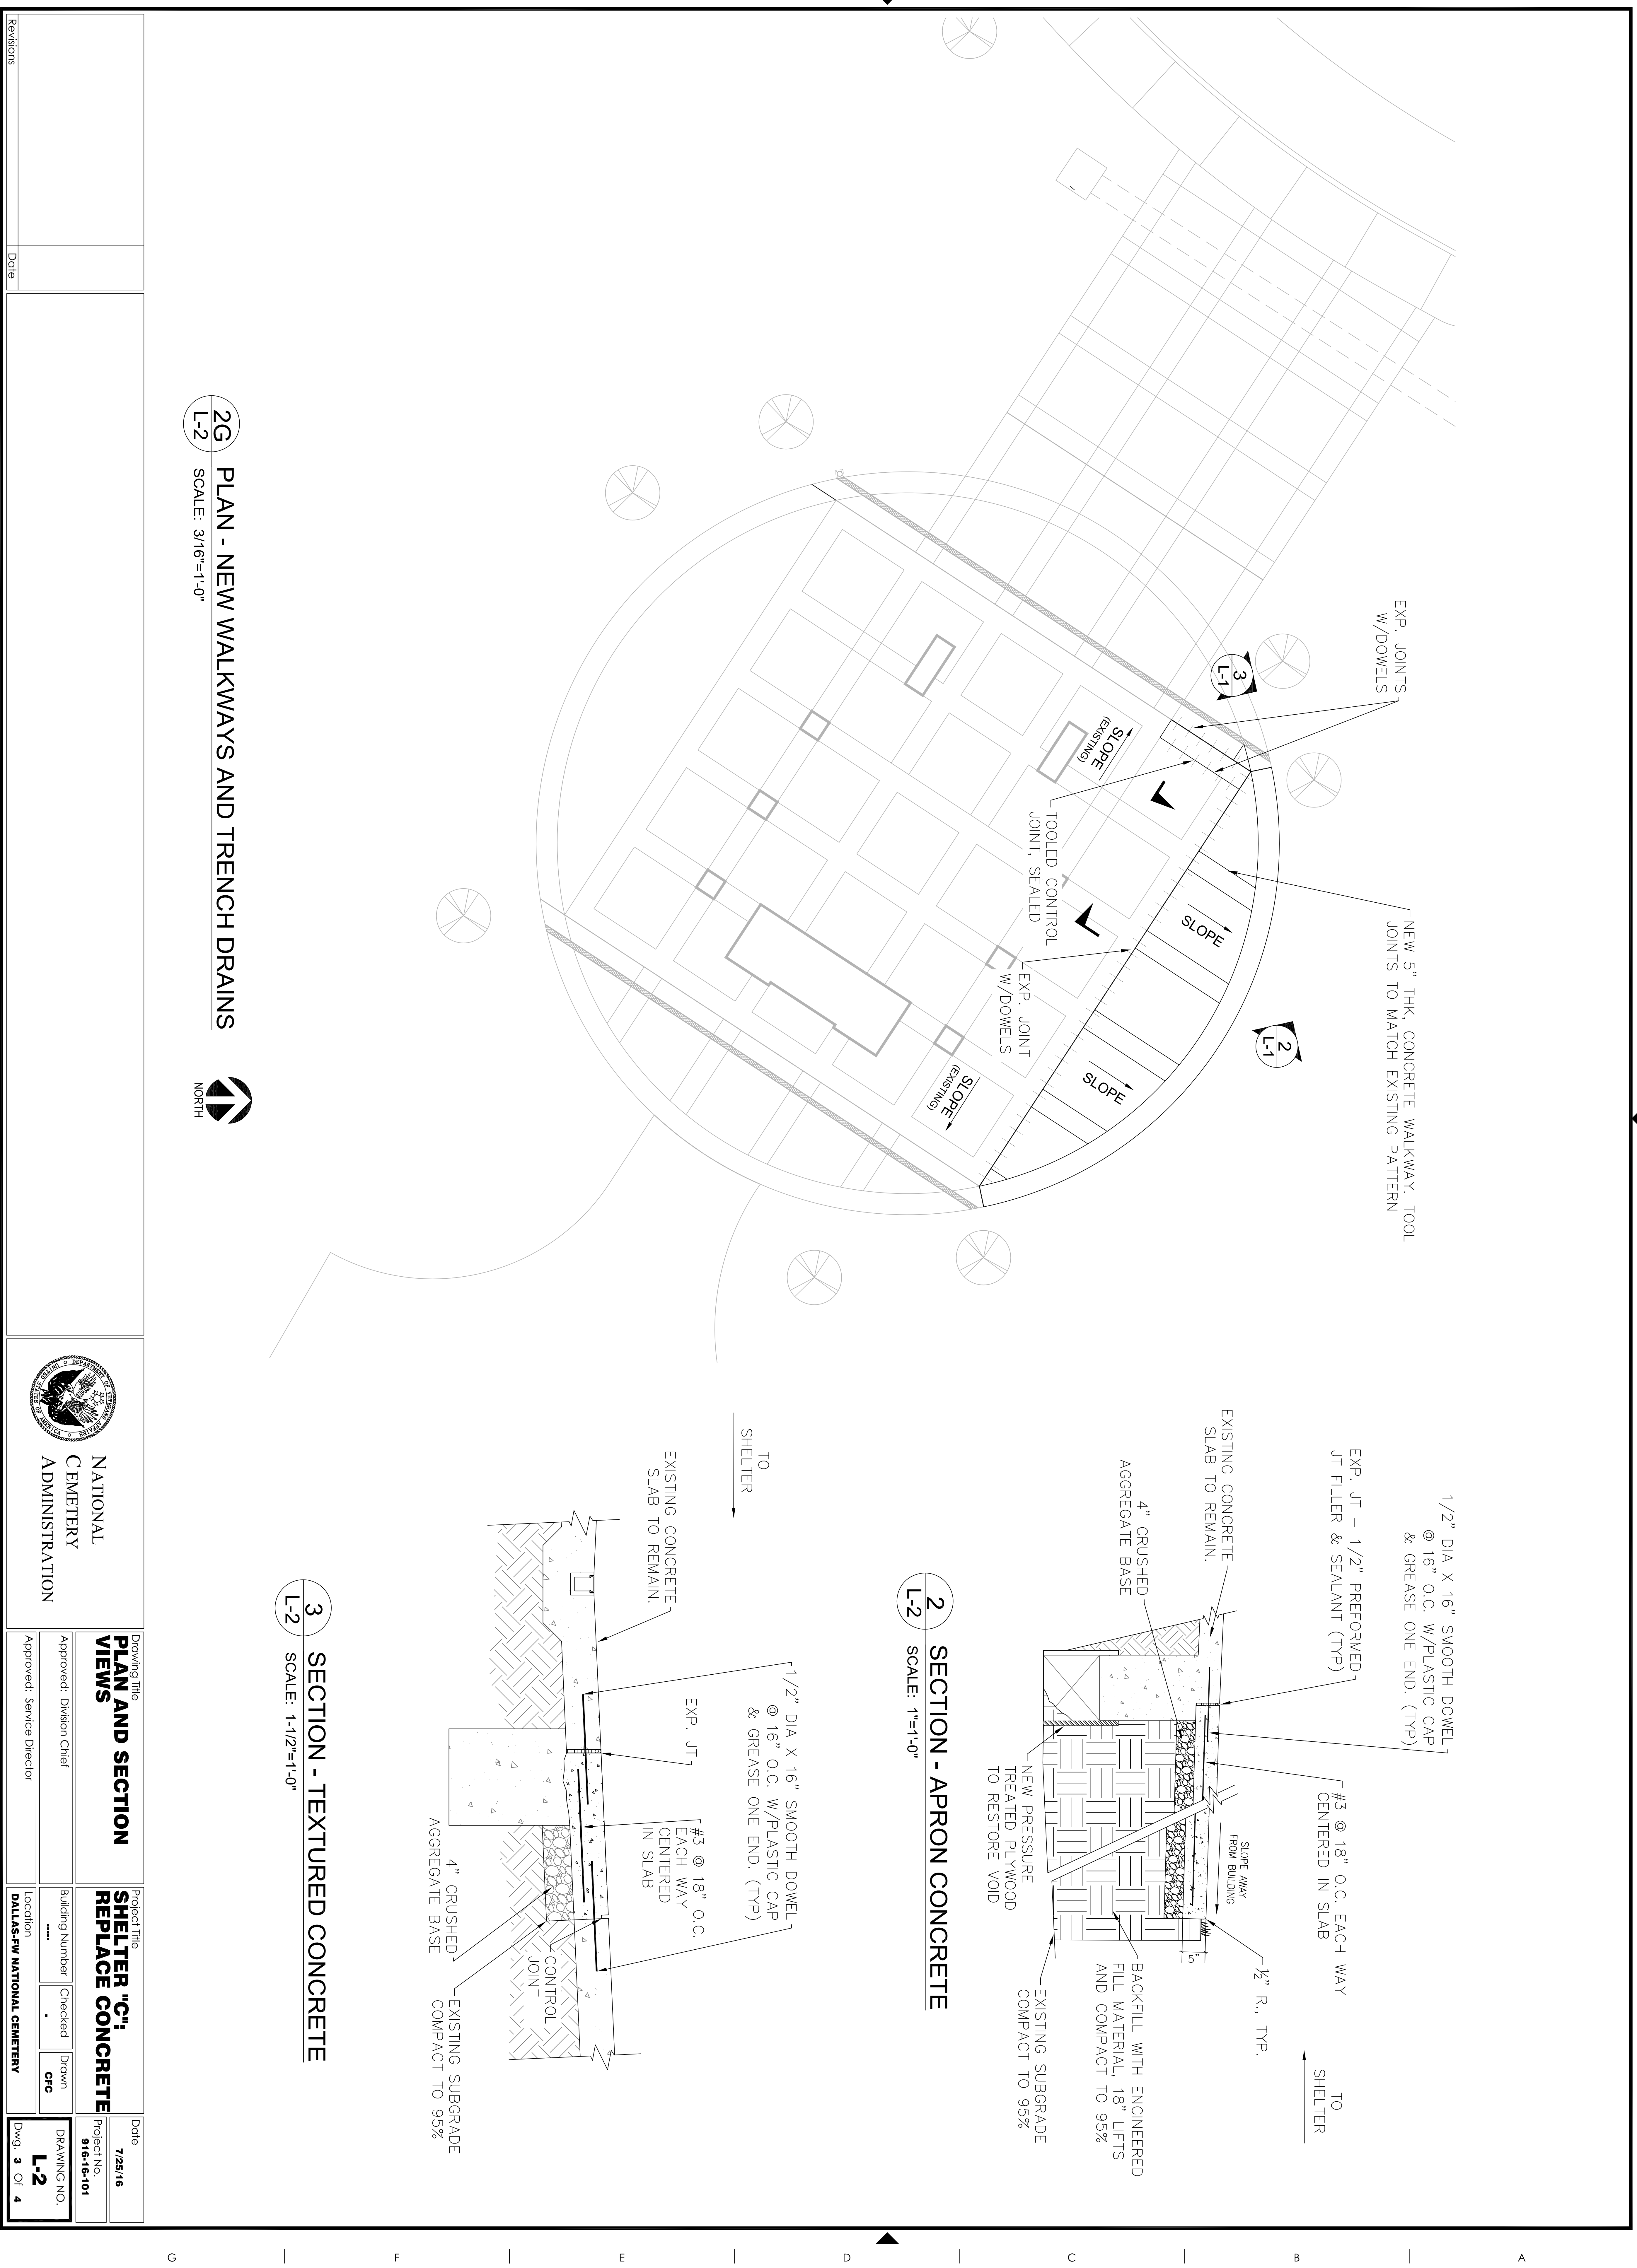 EXP. JOINTS
W/DOWELS
3
L-1
SLOPE
(EXISTING)
TOOLED CONTROL
JOINT, SEALED
NEW 5" THK, CONCRETE WALKWAY. TOOL
JOINTS TO MATCH EXISTING PATTERN
SLOPE
EXP. JOINT
W/DOWELS
2
L-1
SLOPE
SLOPE
(EXISTING)
2G
L-2
PLAN - NEW WALKWAYS AND TRENCH DRAINS
SCALE: 3/16"=1'-0"
NORTH
1/2" DIA X 16" SMOOTH DOWEL
@ 16" O.C. W/PLASTIC CAP
& GREASE ONE END. (TYP)
EXP. JT – 1/2" PREFORMED
JT FILLER & SEALANT (TYP)
EXISTING CONCRETE
SLAB TO REMAIN.
4" CRUSHED
AGGREGATE BASE
#3 @ 18" O.C. EACH WAY
CENTERED IN SLAB
TO
SHELTER
SLOPE AWAY
FROM BUILDING
½" R., TYP.
5"
NEW PRESSURE
TREATED PLYWOOD
TO RESTORE VOID
BACKFILL WITH ENGINEERED
FILL MATERIAL, 18" LIFTS
AND COMPACT TO 95%
EXISTING SUBGRADE
COMPACT TO 95%
2
L-2
SECTION - APRON CONCRETE
SCALE: 1"=1'-0"
TO
SHELTER
EXISTING CONCRETE
SLAB TO REMAIN.
1/2" DIA X 16" SMOOTH DOWEL
@ 16" O.C. W/PLASTIC CAP
& GREASE ONE END. (TYP)
EXP. JT
#3 @ 18" O.C.
EACH WAY
CENTERED
IN SLAB
CONTROL
JOINT
4" CRUSHED
AGGREGATE BASE
EXISTING SUBGRADE
COMPACT TO 95%
3
L-2
SECTION - TEXTURED CONCRETE
SCALE: 1-1/2"=1'-0"
Revisions
Date
DEPARTMENT OF VETERANS AFFAIRS
UNITED STATES OF AMERICA
NATIONAL
CEMETERY
ADMINISTRATION
Drawing Title
PLAN AND SECTION
VIEWS
Approved: Division Chief
Approved: Service Director
Project Title
SHELTER "C":
REPLACE CONCRETE
Building Number
-----
Checked
.
Drawn
CFC
Location
DALLAS-FW NATIONAL CEMETERY
Date
7/25/16
Project No.
916-16-101
DRAWING NO.
L-2
Dwg. 3 Of 4
G
F
E
D
C
B
A